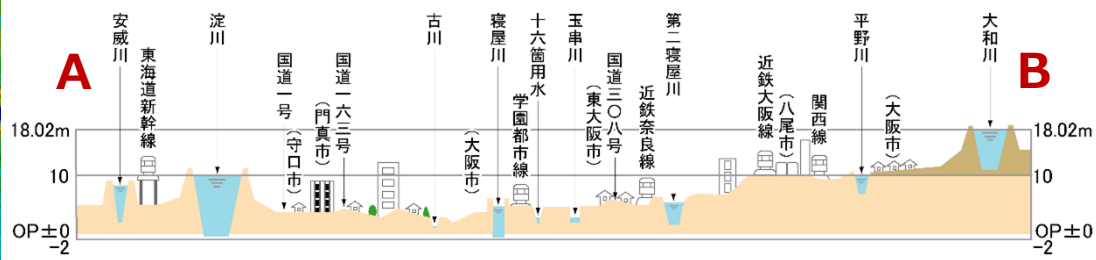 A
B
安威川
東海道新幹線
淀川
国道一号
(守口市)
(門真市)
国道一六三号
古川
(大阪市)
寝屋川
学園都市線
十六箇用水
玉串川
(東大阪市)
国道三〇八号
近鉄奈良線
第二寝屋川
近鉄大阪線
(八尾市)
関西線
平野川
(大阪市)
大和川
18.02m
10
OP±0
-2
18.02m
10
OP±0
-2